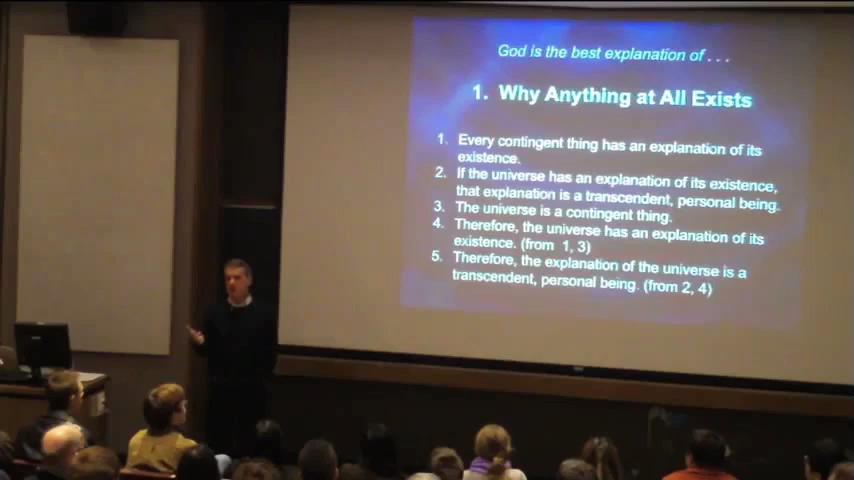 God is the best explanation of . . .
1. Why Anything at All Exists
1. Every contingent thing has an explanation of its
existence.
2. If the universe has an explanation of its existence,
that explanation is a transcendent, personal being.
3. The universe is a contingent thing.
4. Therefore, the universe has an explanation of its
existence. (from 1, 3)
5. Therefore, the explanation of the universe is a
transcendent, personal being. (from 2, 4)